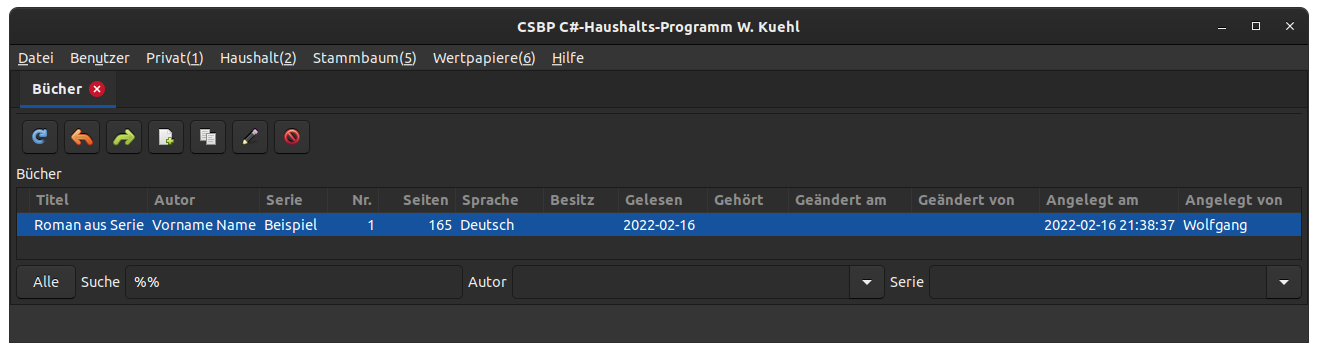 CSBP C#-Haushalts-Programm W. Kuehl
Datei Benutzer Privat(1) Haushalt(2) Stammbaum(5) Wertpapiere(6) Hilfe
Bücher
Bücher
Titel Autor Serie Nr. Seiten Sprache Besitz Gelesen Gehört Geändert am Geändert von Angelegt am Angelegt von
Roman aus Serie Vorname Name Beispiel 1 165 Deutsch 2022-02-16 2022-02-16 21:38:37 Wolfgang
Alle Suche %% Autor Serie